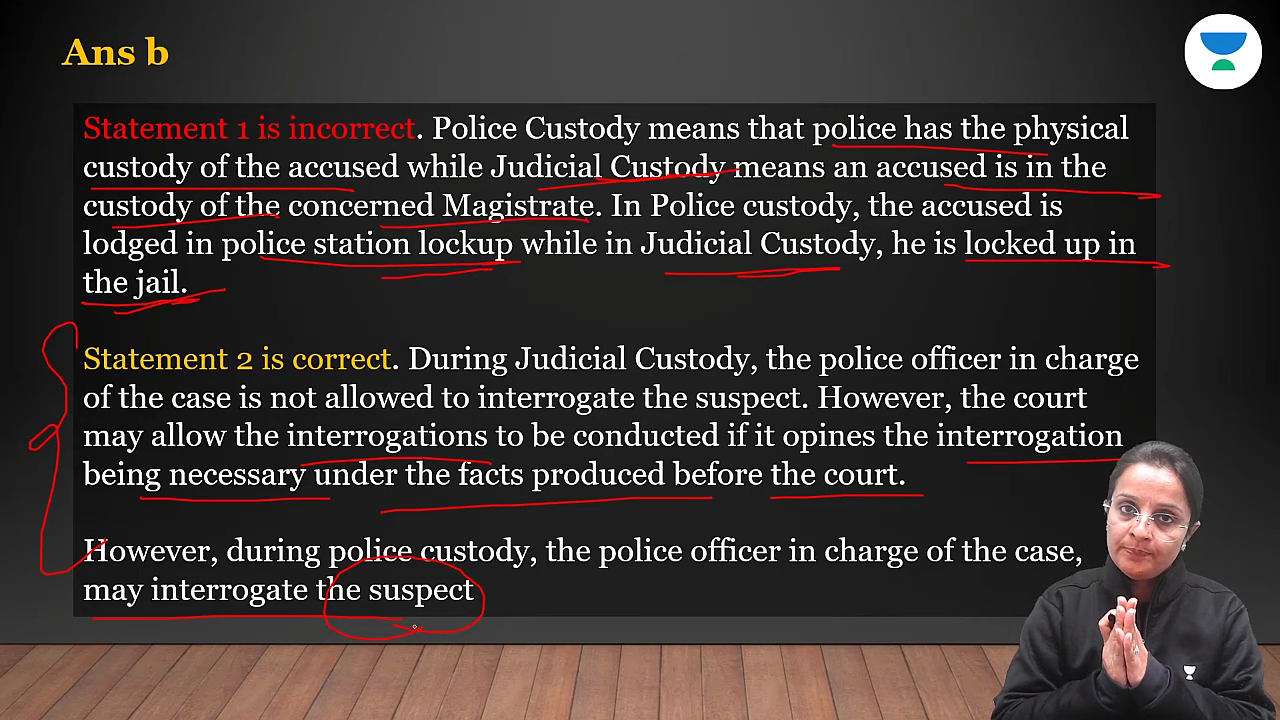 Ans b
Statement 1 is incorrect. Police Custody means that police has the physical
custody of the accused while Judicial Custody means an accused is in the
custody of the concerned Magistrate. In Police custody, the accused is
lodged in police station lockup while in Judicial Custody, he is locked up in
the jail.
Statement 2 is correct. During Judicial Custody, the police officer in charge
of the case is not allowed to interrogate the suspect. However, the court
may allow the interrogations to be conducted if it opines the interrogation
being necessary under the facts produced before the court.
However, during police custody, the police officer in charge of the case,
may interrogate the suspect